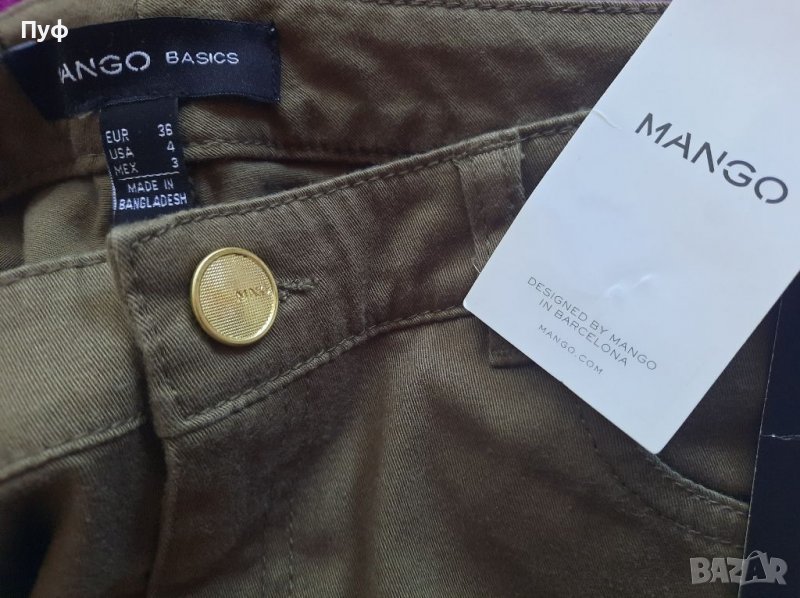 Пуф
MANGO BASICS
EUR 36
USA 4
MEX 3
MADE IN
BANGLADESH
MANGO
MANGO
DESIGNED BY MANGO
IN BARCELONA
MANGO.COM
BAZAR